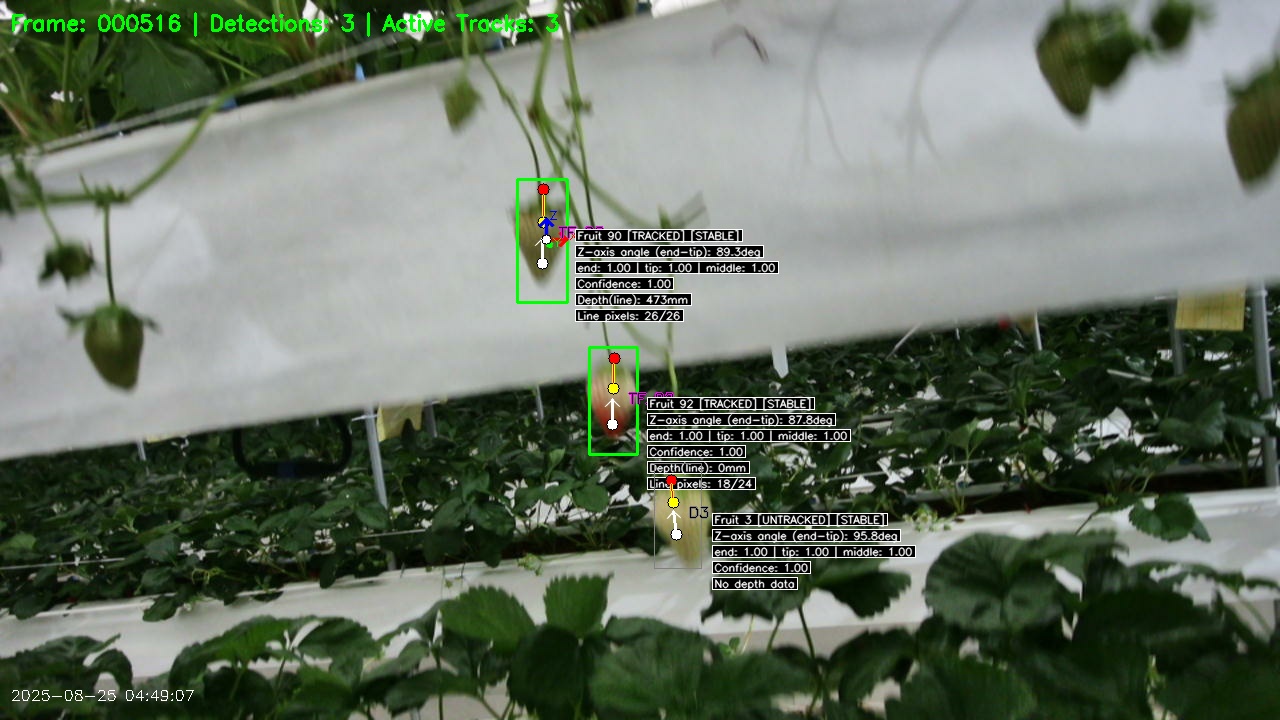 Frame: 000516 | Detections: 3 | Active Tracks: 3
Z
Fruit 90 [TRACKED] [STABLE]
Z-axis angle (end-tip): 89.3deg
end: 1.00 | tip: 1.00 | middle: 1.00
Confidence: 1.00
Depth(line): 473mm
Line pixels: 26/26
Fruit 92 [TRACKED] [STABLE]
Z-axis angle (end-tip): 87.8deg
end: 1.00 | tip: 1.00 | middle: 1.00
Confidence: 1.00
Depth(line): 0mm
Line pixels: 18/24
D3
Fruit 3 [UNTRACKED] [STABLE]
Z-axis angle (end-tip): 95.8deg
end: 1.00 | tip: 1.00 | middle: 1.00
Confidence: 1.00
No depth data
2025-08-25 04:49:07